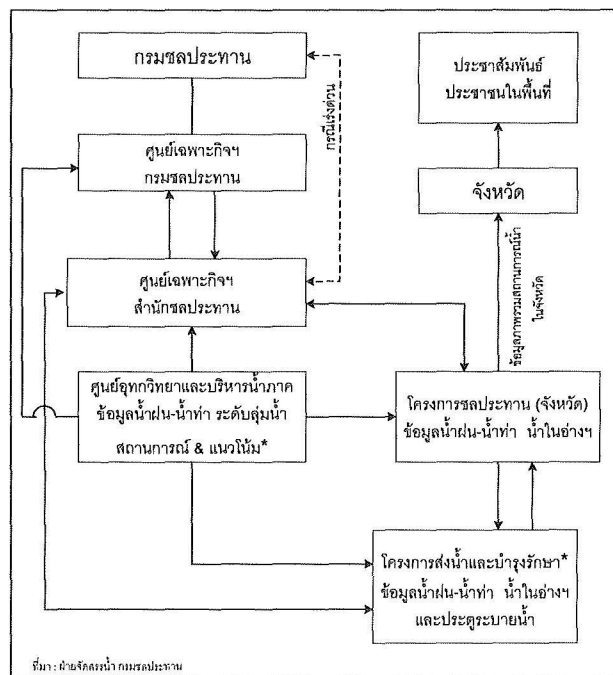 กรมชลประทาน
กรณีเร่งด่วน
ประชาสัมพันธ์
ประชาชนในพื้นที่
ศูนย์เฉพาะกิจฯ
กรมชลประทาน
จังหวัด
ข้อมูลภาพรวมสถานการณ์น้ำ
ในจังหวัด
ศูนย์เฉพาะกิจฯ
สำนักชลประทาน
ศูนย์อุทกวิทยาและบริหารน้ำภาค
ข้อมูลน้ำฝน-น้ำท่า ระดับลุ่มน้ำ
สถานการณ์ & แนวโน้ม*
โครงการชลประทาน (จังหวัด)
ข้อมูลน้ำฝน-น้ำท่า น้ำในอ่างฯ
โครงการส่งน้ำและบำรุงรักษา*
ข้อมูลน้ำฝน-น้ำท่า น้ำในอ่างฯ
และประตูระบายน้ำ
ที่มา : ฝ่ายจัดสรรน้ำ กรมชลประทาน